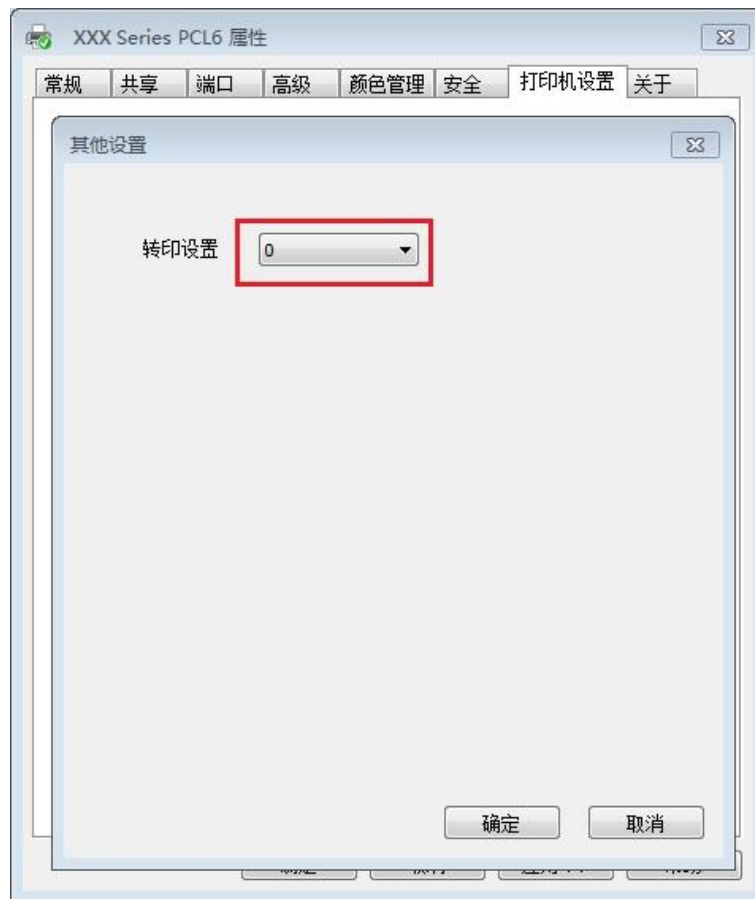 XXX Series PCL6 属性
常规 共享 端口 高级 颜色管理 安全 打印机设置 关于
其他设置
转印设置 0
确定 取消